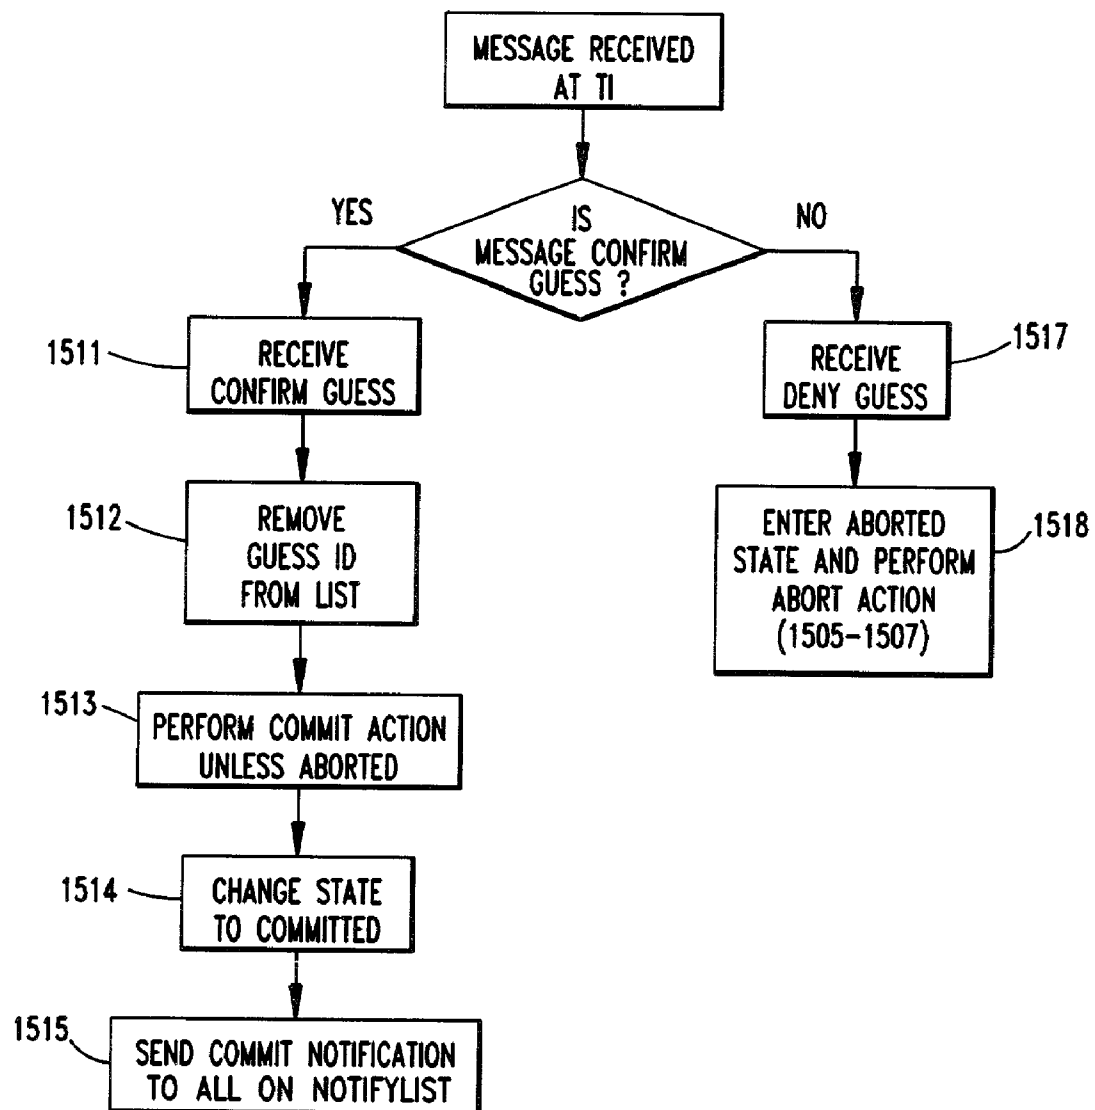 MESSAGE RECEIVED
AT TI
IS
MESSAGE CONFIRM
GUESS ?
YES
NO
1511
RECEIVE
CONFIRM GUESS
1517
RECEIVE
DENY GUESS
1512
REMOVE
GUESS ID
FROM LIST
1518
ENTER ABORTED
STATE AND PERFORM
ABORT ACTION
(1505-1507)
1513
PERFORM COMMIT ACTION
UNLESS ABORTED
1514
CHANGE STATE
TO COMMITTED
1515
SEND COMMIT NOTIFICATION
TO ALL ON NOTIFYLIST